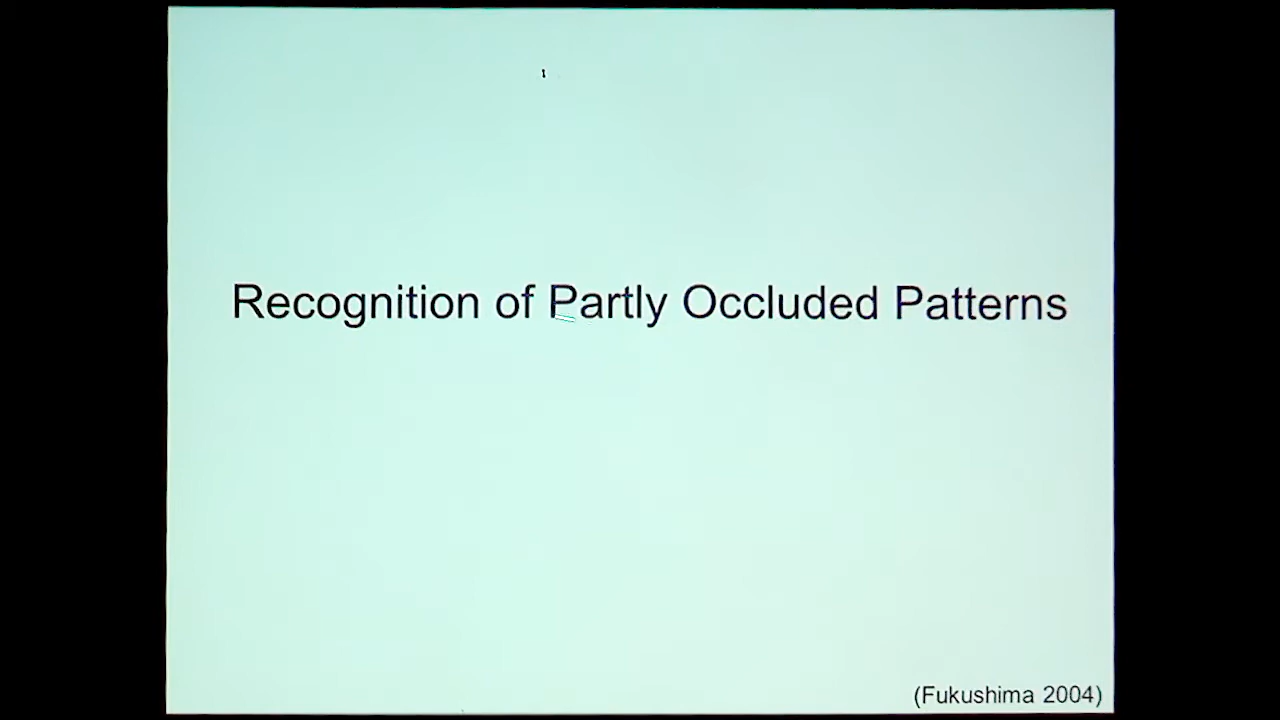 Recognition of Partly Occluded Patterns
(Fukushima 2004)